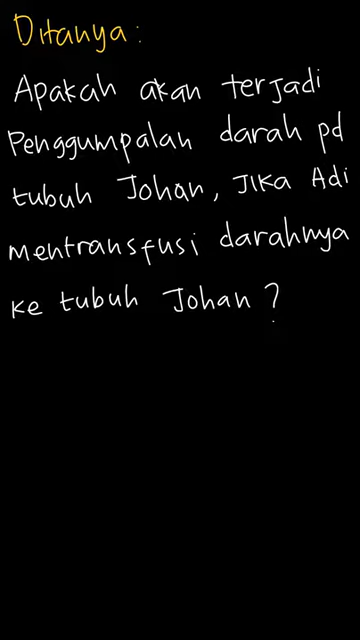 Ditanya:
Apakah akan terjadi
Penggumpalan darah pd
tubuh Johan, Jika Adi
mentransfusi darahnya
ke tubuh Johan?